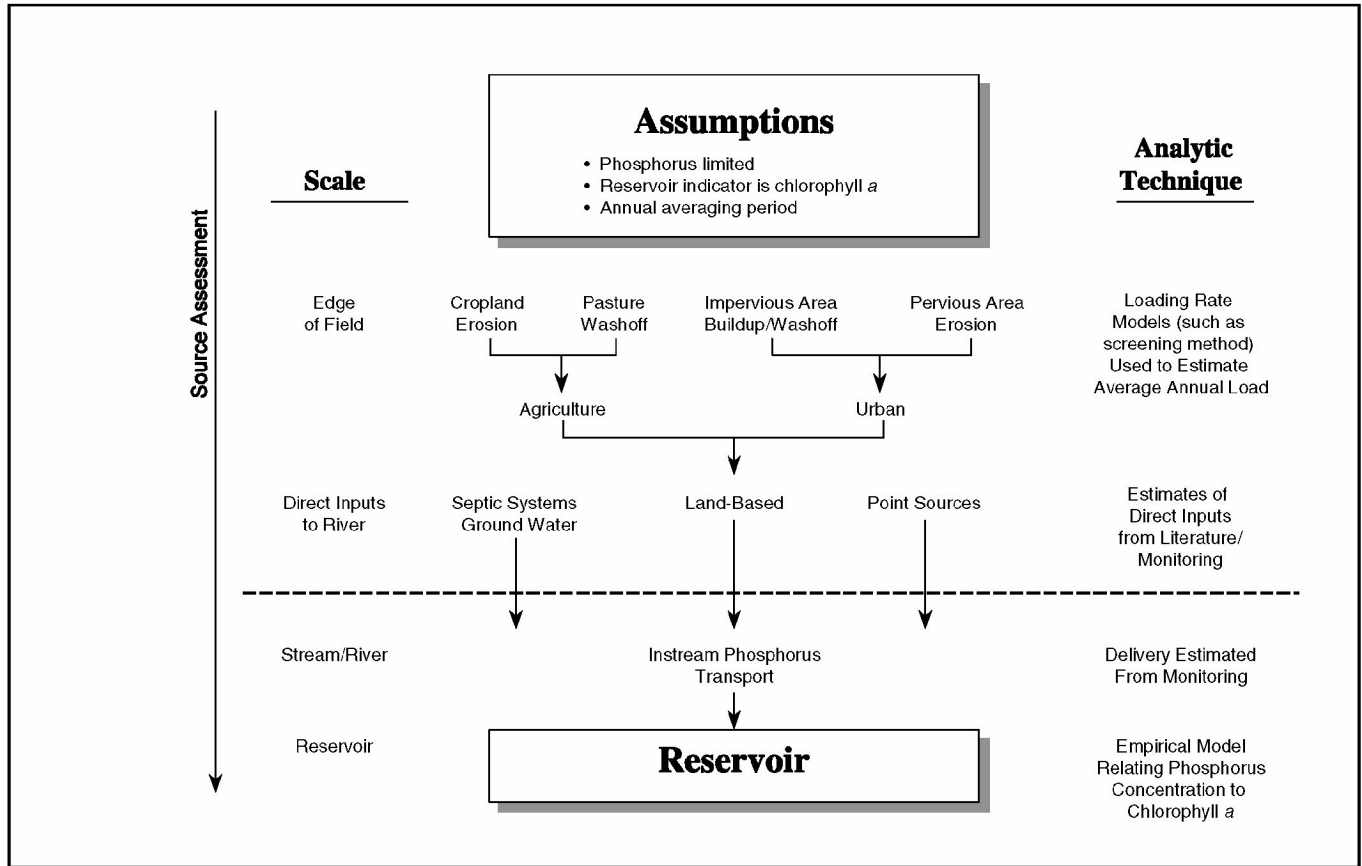 Source Assessment
Assumptions
• Phosphorus limited
• Reservoir indicator is chlorophyll a
• Annual averaging period
Scale
Analytic
Technique
Edge
of Field
Cropland
Erosion
Pasture
Washoff
Impervious Area
Buildup/Washoff
Pervious Area
Erosion
Loading Rate
Models (such as
screening method)
Used to Estimate
Average Annual Load
Agriculture
Urban
Direct Inputs
to River
Septic Systems
Ground Water
Land-Based
Point Sources
Estimates of
Direct Inputs
from Literature/
Monitoring
Stream/River
Instream Phosphorus
Transport
Delivery Estimated
From Monitoring
Reservoir
Reservoir
Empirical Model
Relating Phosphorus
Concentration to
Chlorophyll a